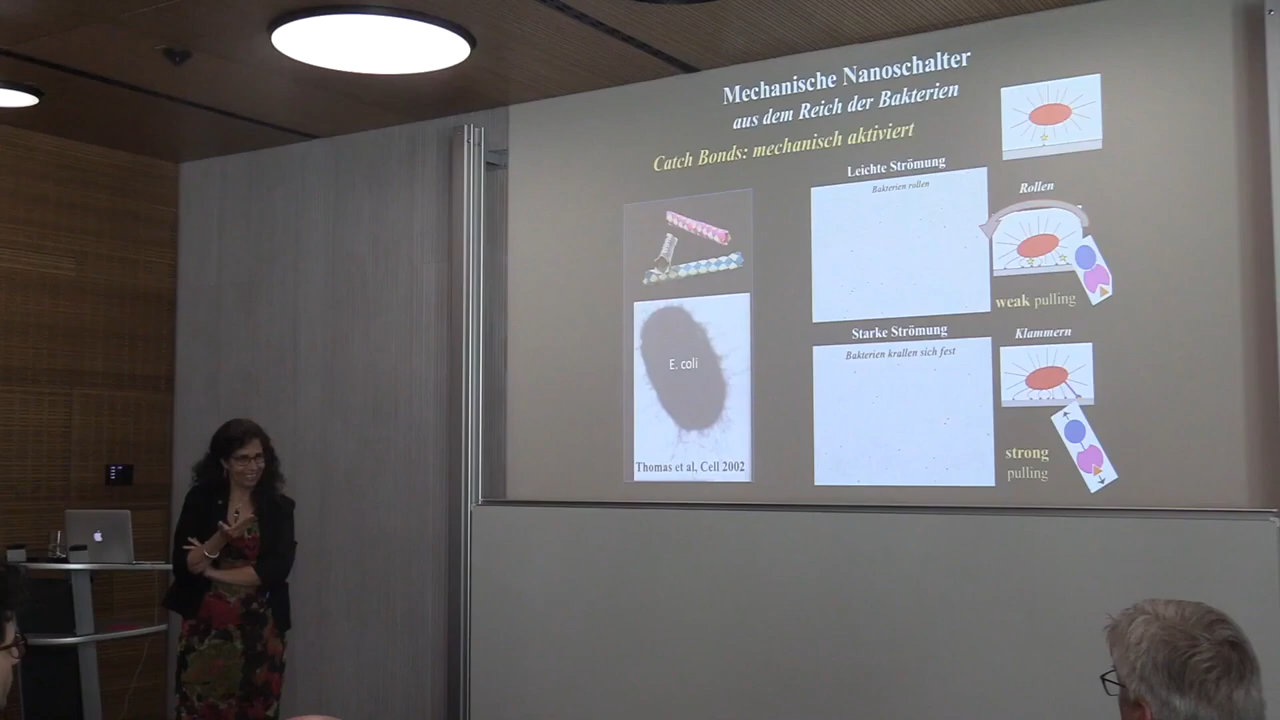 Mechanische Nanoschalter
aus dem Reich der Bakterien
Catch Bonds: mechanisch aktiviert
Leichte Strömung
Bakterien rollen
Rollen
weak pulling
E. coli
Thomas et al, Cell 2002
Starke Strömung
Bakterien krallen sich fest
Klammern
strong
pulling